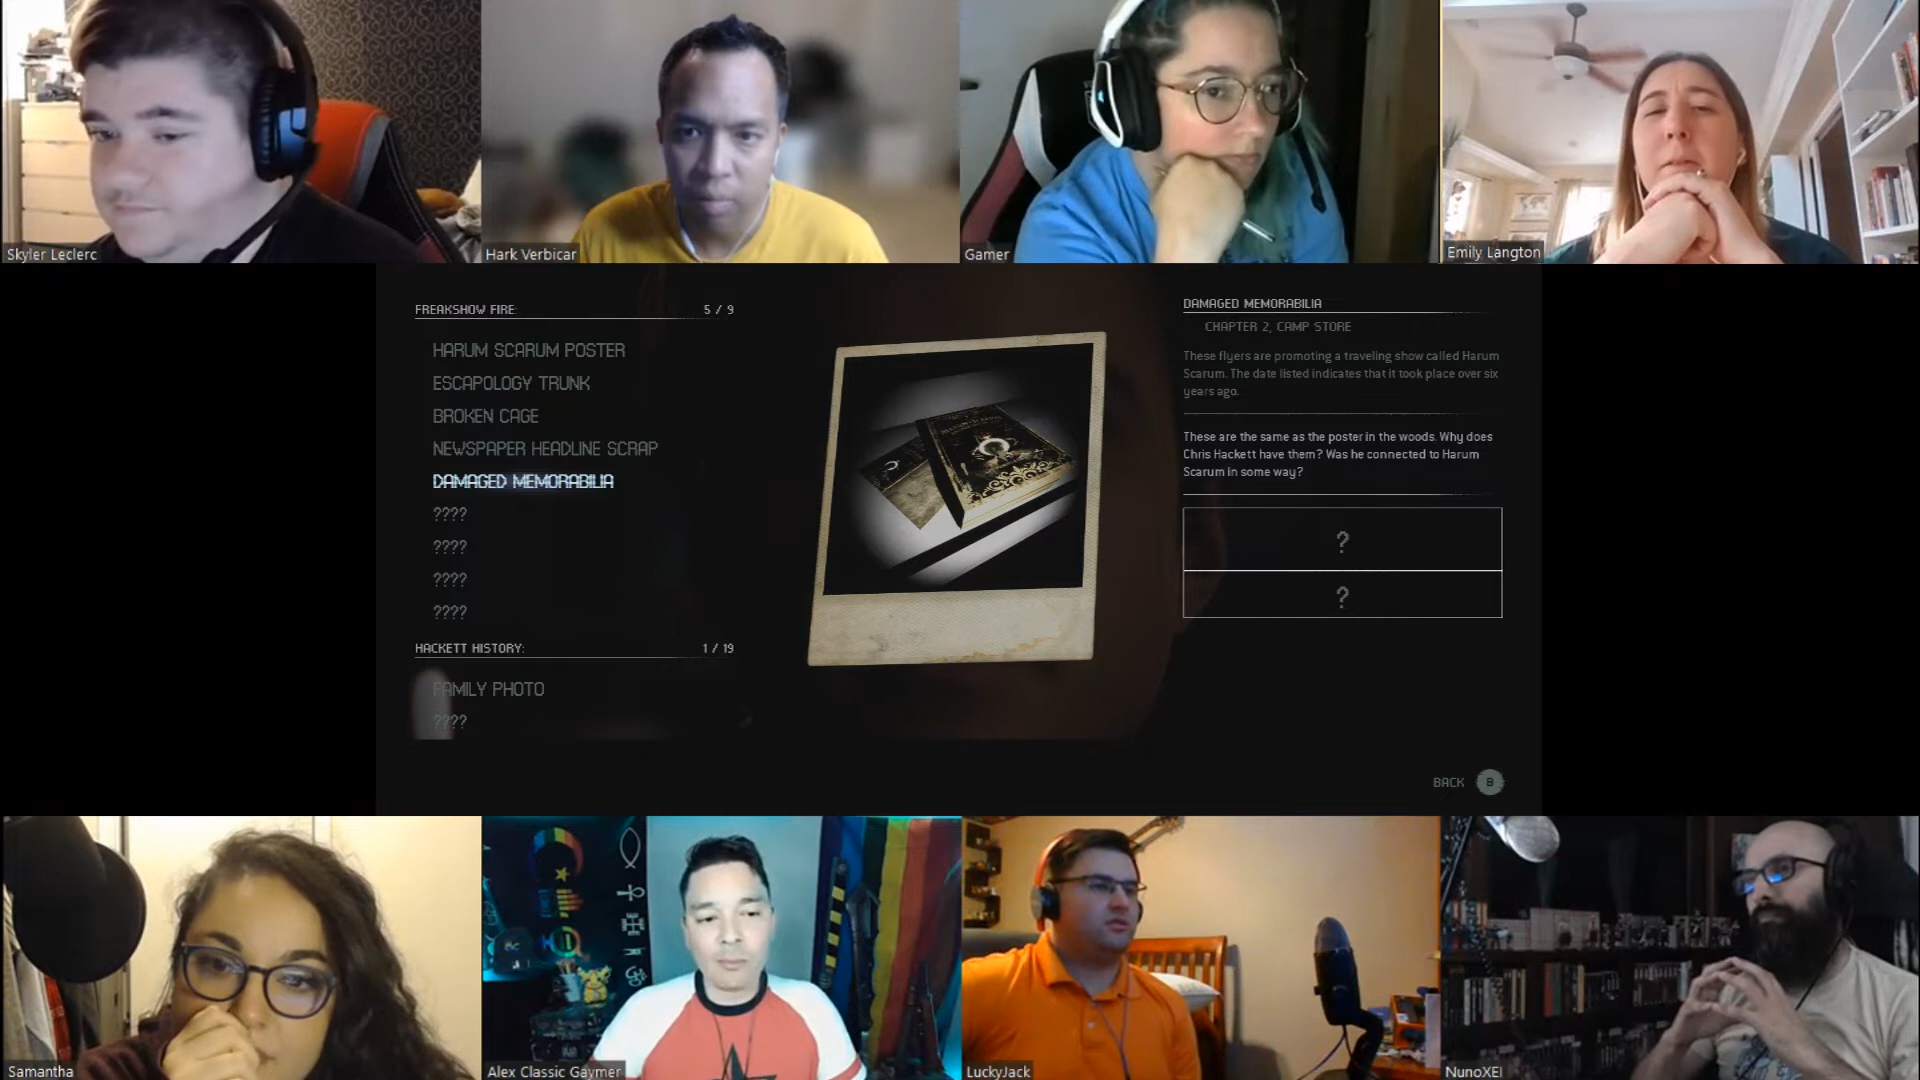 Skyler Leclerc
Hark Verbicar
Gamer
Emily Langton
FREAKSHOW FIRE:
5 / 9
HARUM SCARUM POSTER
ESCAPOLOGY TRUNK
BROKEN CAGE
NEWSPAPER HEADLINE SCRAP
DAMAGED MEMORABILIA
????
????
????
????
HACKETT HISTORY:
1 / 19
FAMILY PHOTO
????
DAMAGED MEMORABILIA
CHAPTER 2, CAMP STORE
These flyers are promoting a traveling show called Harum
Scarum. The date listed indicates that it took place over six
years ago.
These are the same as the poster in the woods. Why does
Chris Hackett have them? Was he connected to Harum
Scarum in some way?
?
?
BACK B
Samantha
Alex Classic Gaymer
LuckyJack
NunoXEI